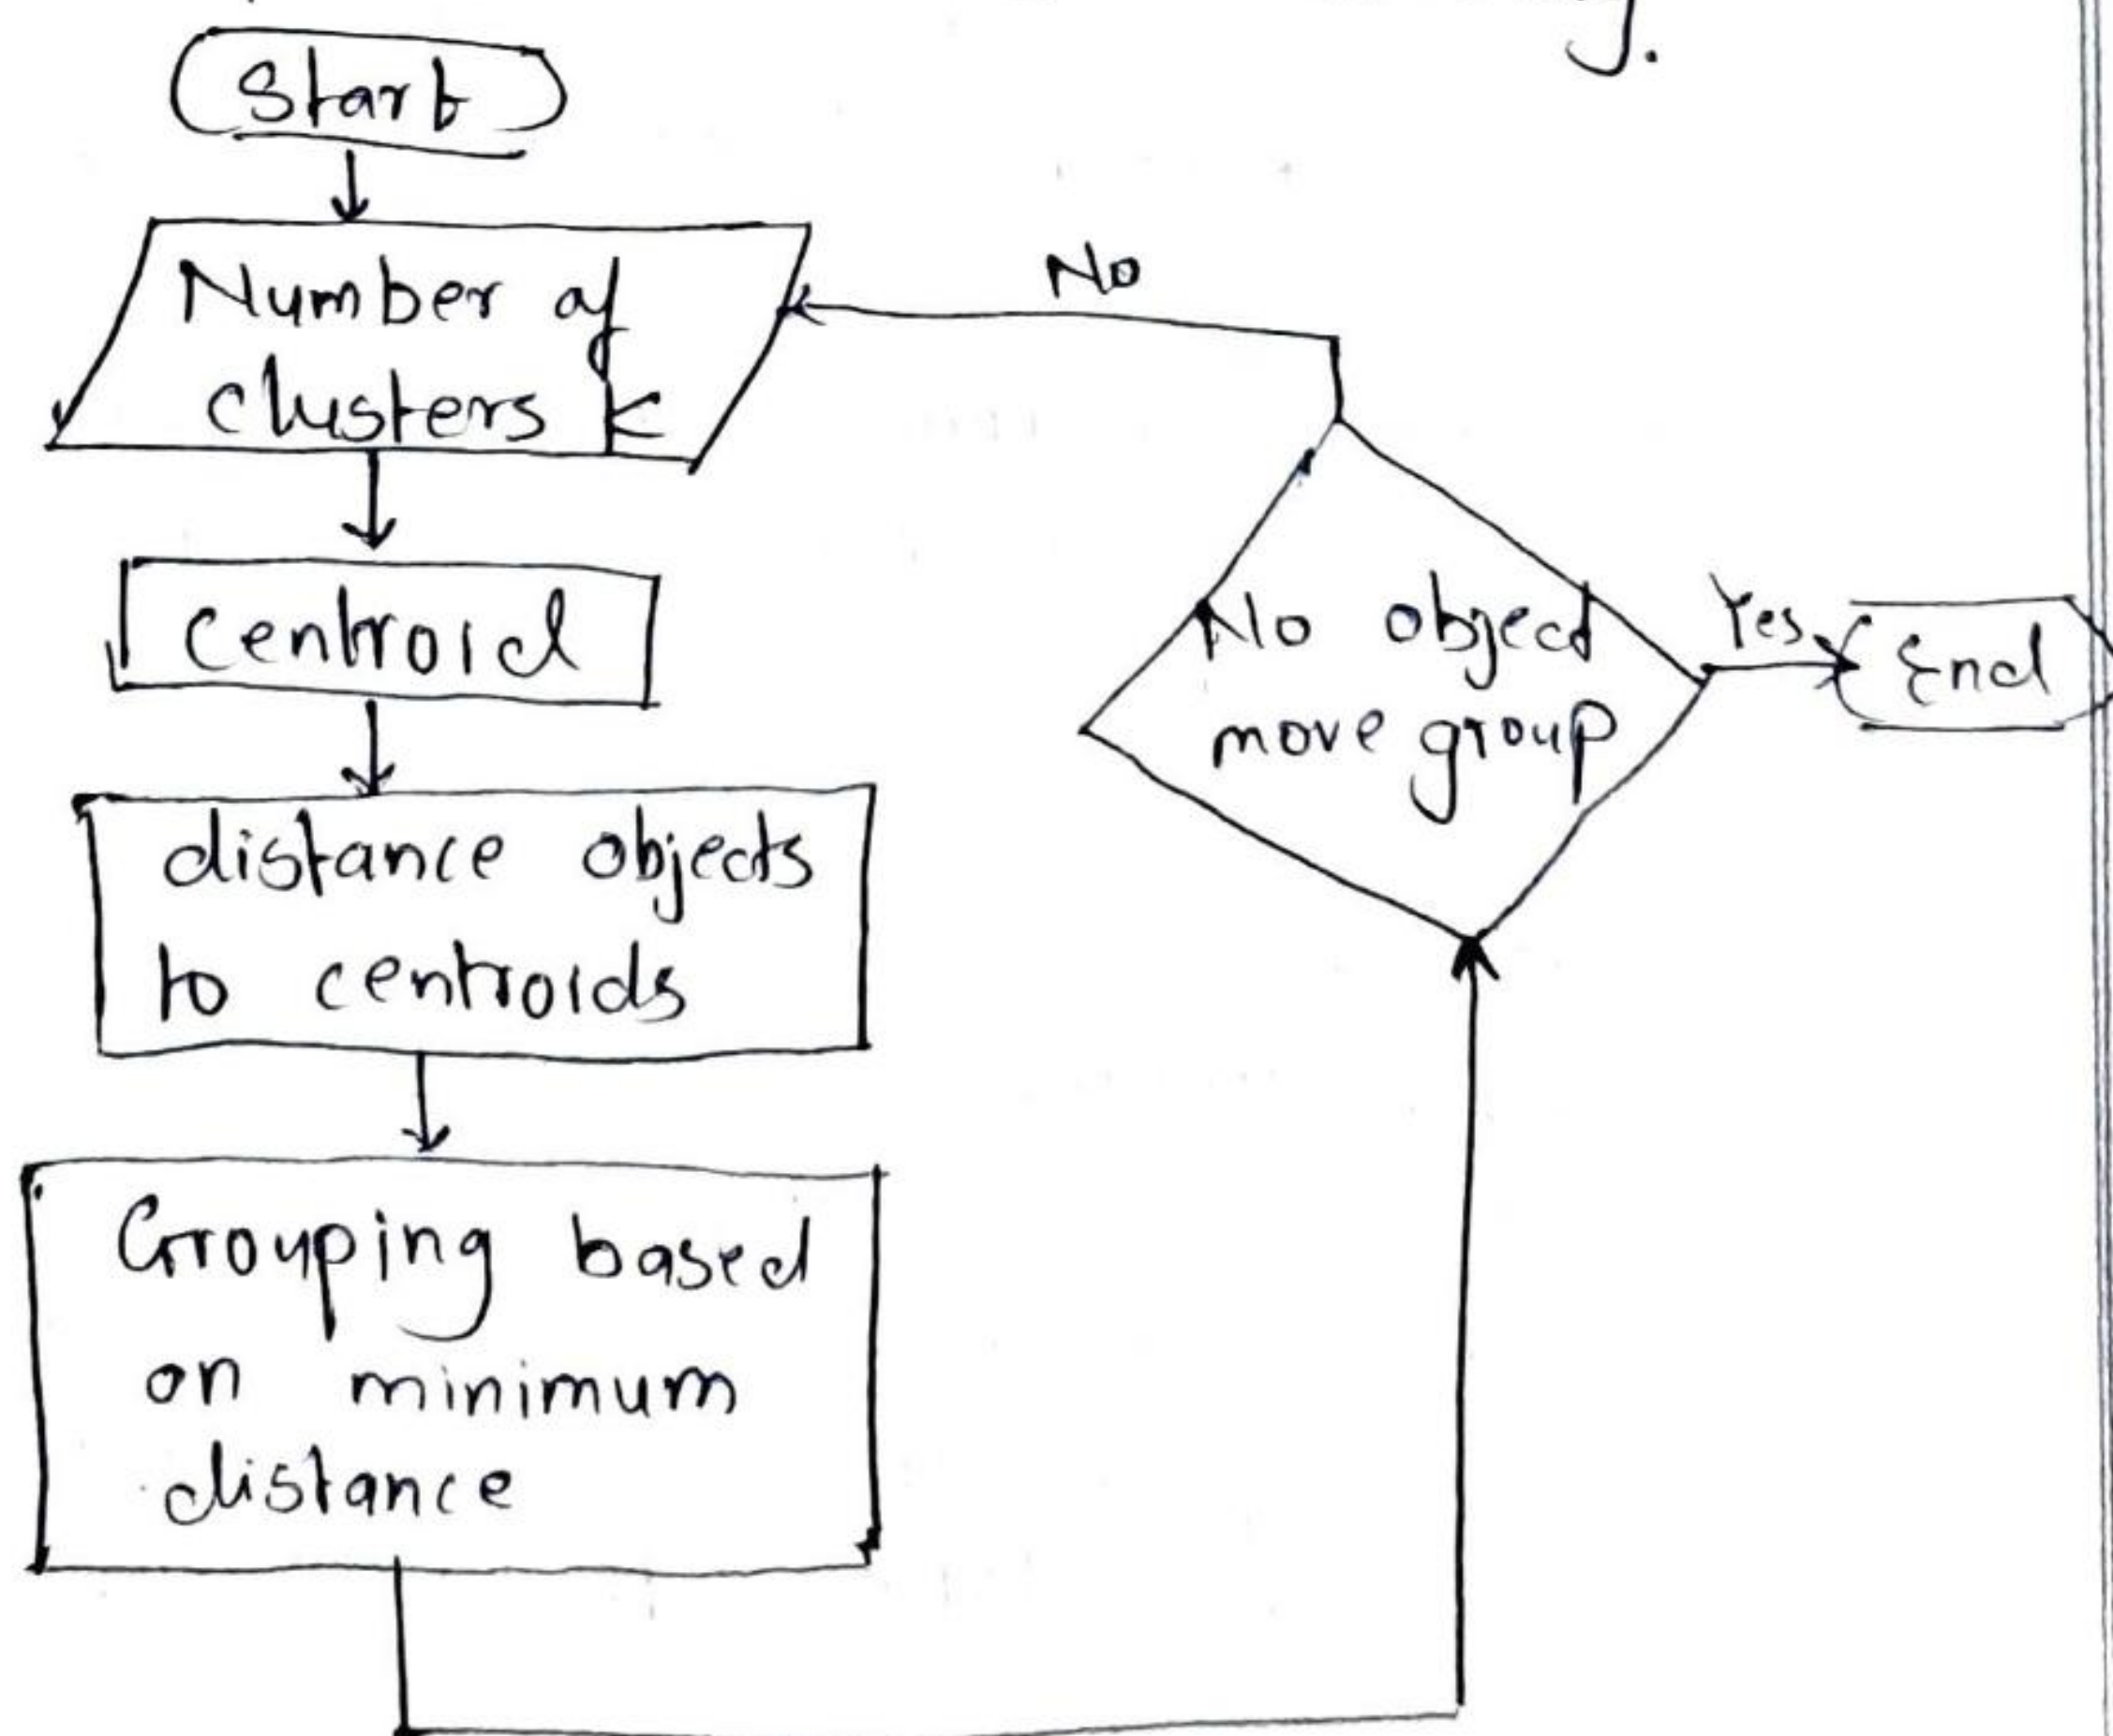 Start
Number of
clusters K
No
Centroid
distance objects
to centroids
Grouping based
on minimum
distance
No object
move group
Yes
End